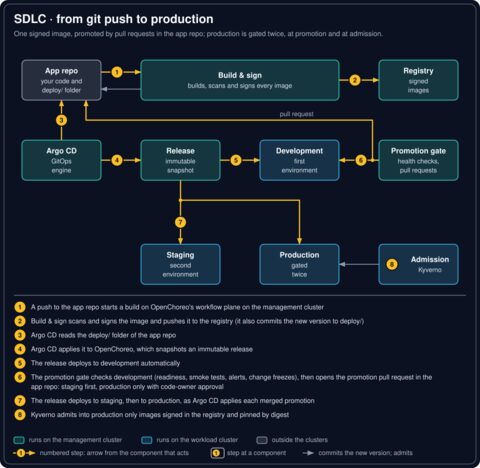 SDLC · from git push to production
One signed image, promoted by pull requests in the app repo; production is gated twice, at promotion and at admission.
App repo
your code and
deploy/ folder
1
Build & sign
builds, scans and signs every image
2
Registry
signed
images
pull request
3
Argo CD
GitOps
engine
4
Release
immutable
snapshot
5
Development
first
environment
6
Promotion gate
health checks,
pull requests
7
Staging
second
environment
Production
gated
twice
8
Admission
Kyverno
1 A push to the app repo starts a build on OpenChoreo's workflow plane on the management cluster
2 Build & sign scans and signs the image and pushes it to the registry (it also commits the new version to deploy/)
3 Argo CD reads the deploy/ folder of the app repo
4 Argo CD applies it to OpenChoreo, which snapshots an immutable release
5 The release deploys to development automatically
6 The promotion gate checks development (readiness, smoke tests, alerts, change freezes), then opens the promotion pull request in the
app repo: staging first, production only with code-owner approval
7 The release deploys to staging, then to production, as Argo CD applies each merged promotion
8 Kyverno admits into production only images signed in the registry and pinned by digest
runs on the management cluster
runs on the workload cluster
outside the clusters
1 numbered step: arrow from the component that acts
1 step at a component
commits the new version; admits